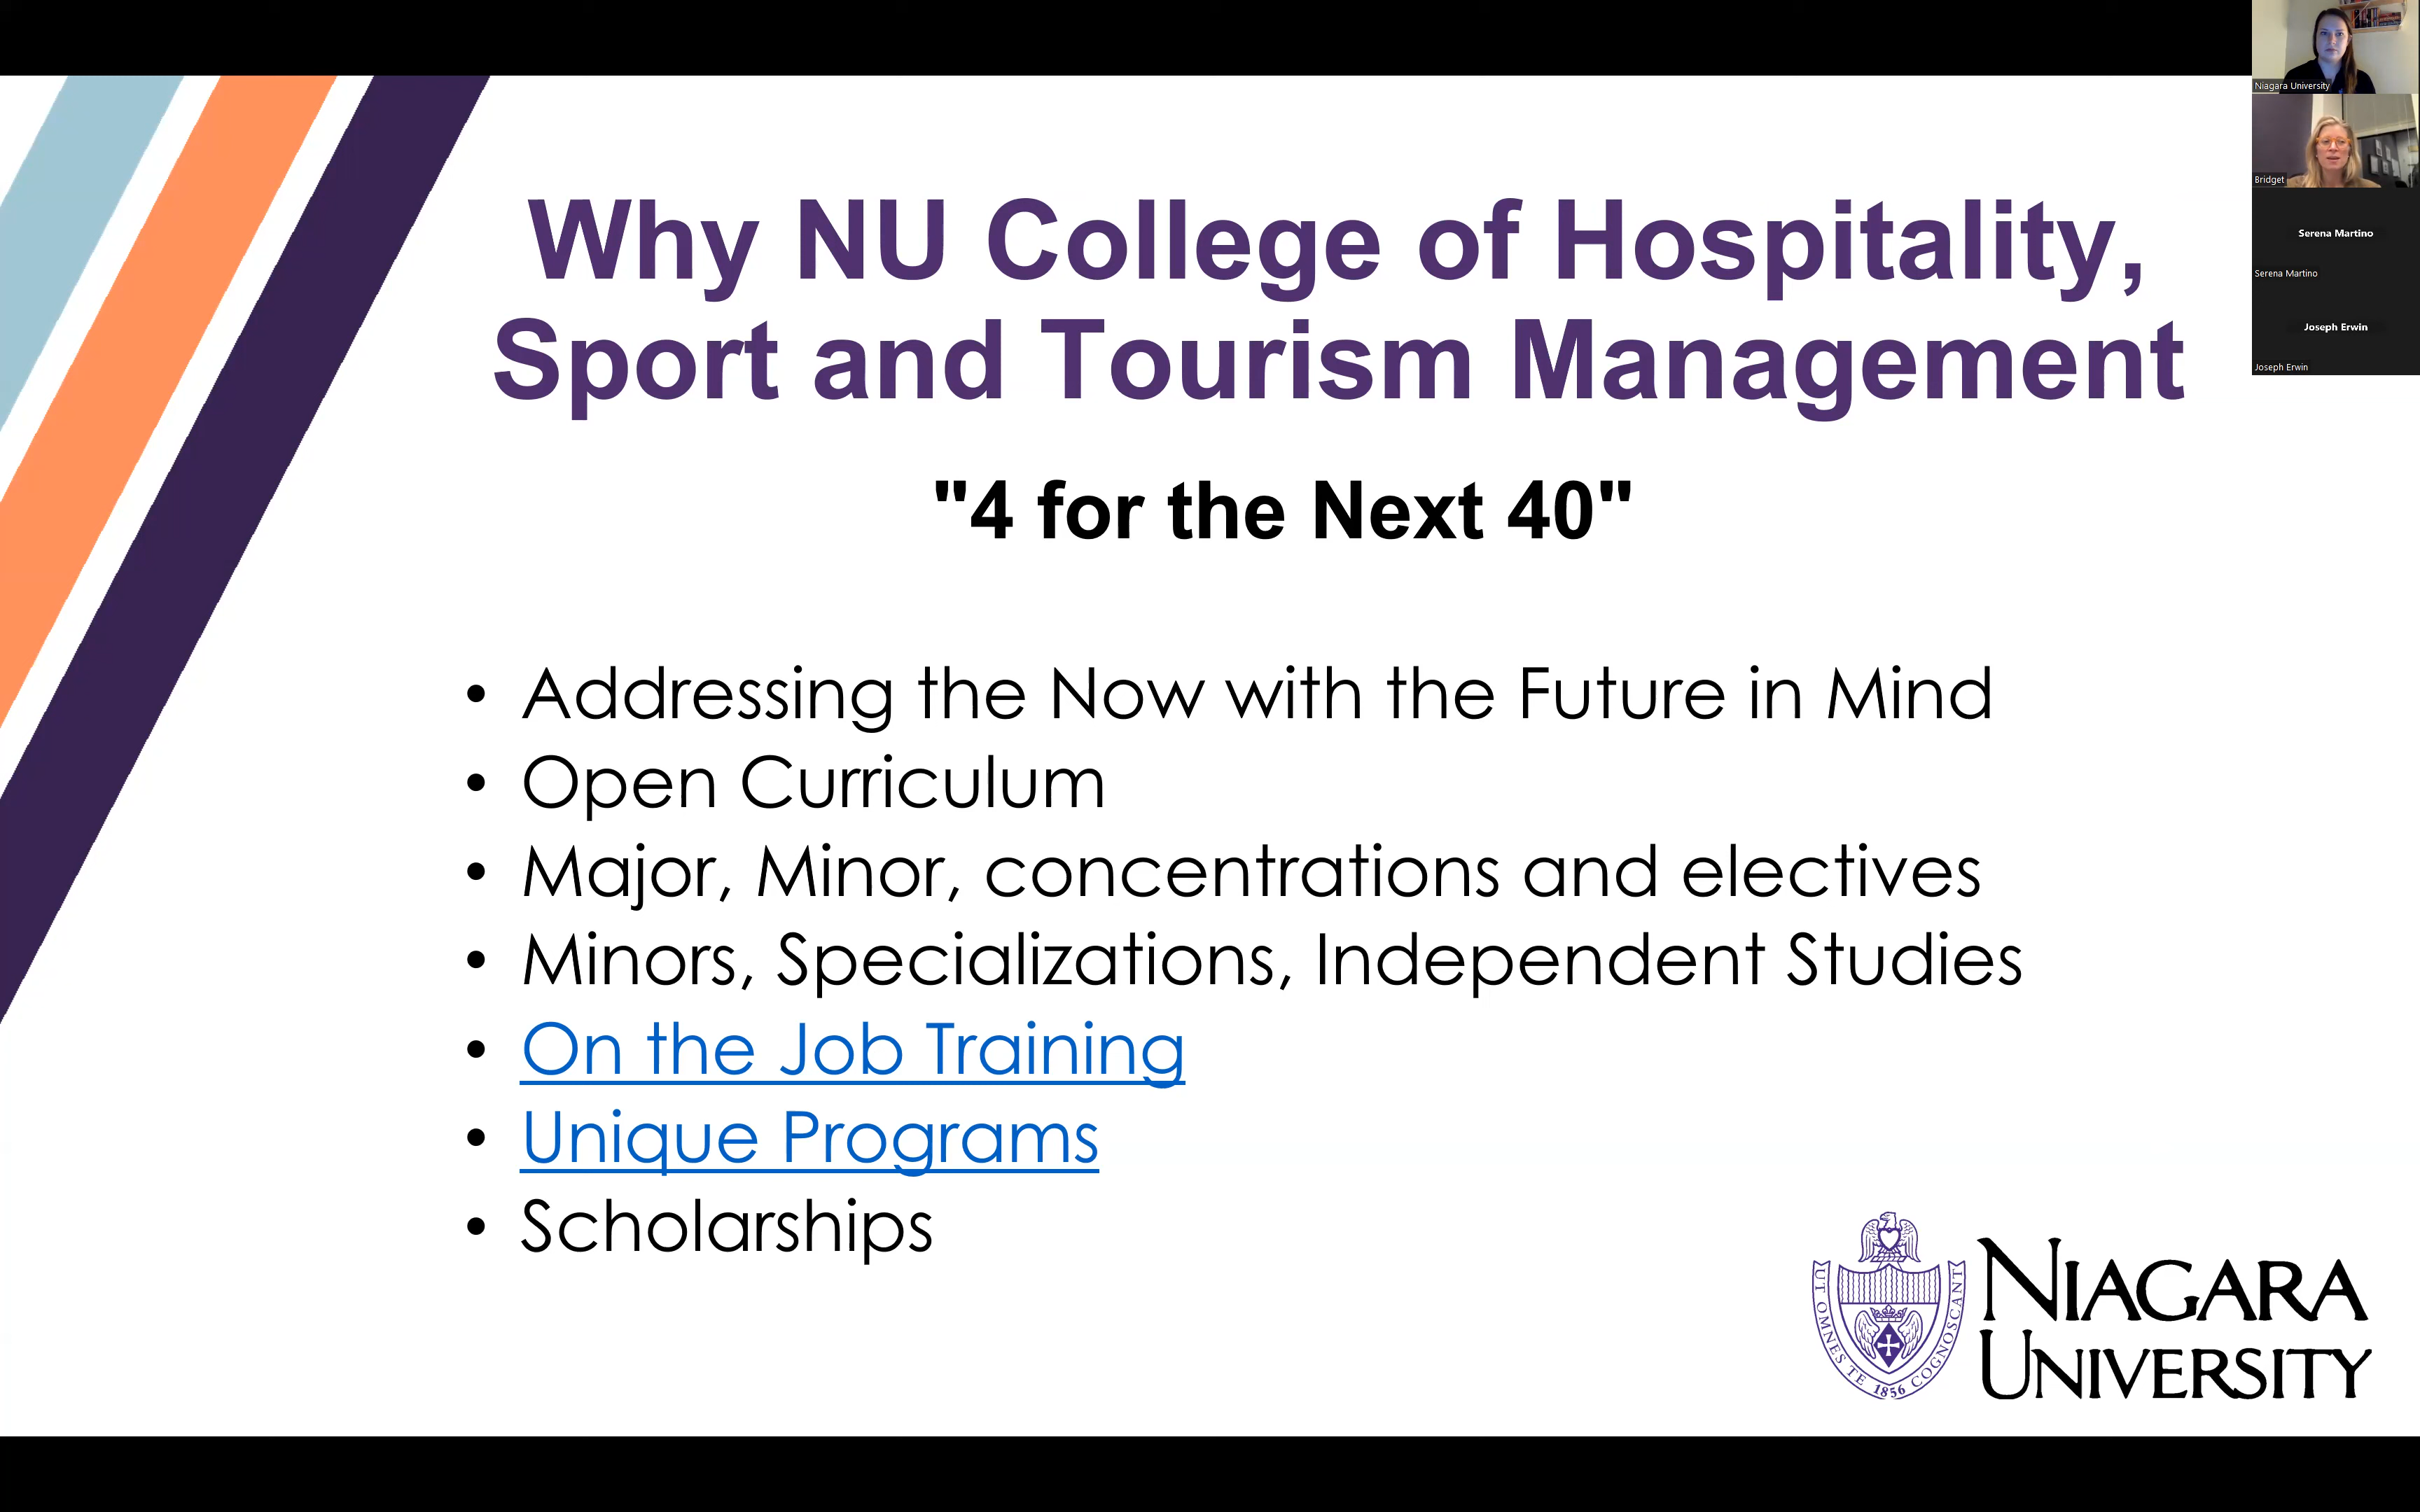 Why NU College of Hospitality,
Sport and Tourism Management
"4 for the Next 40"
• Addressing the Now with the Future in Mind
• Open Curriculum
• Major, Minor, concentrations and electives
• Minors, Specializations, Independent Studies
• On the Job Training
• Unique Programs
• Scholarships
UT OMNES TE 1856 COGNOSCANT
NIAGARA
UNIVERSITY
Niagara University
Bridget
Serena Martino
Serena Martino
Joseph Erwin
Joseph Erwin